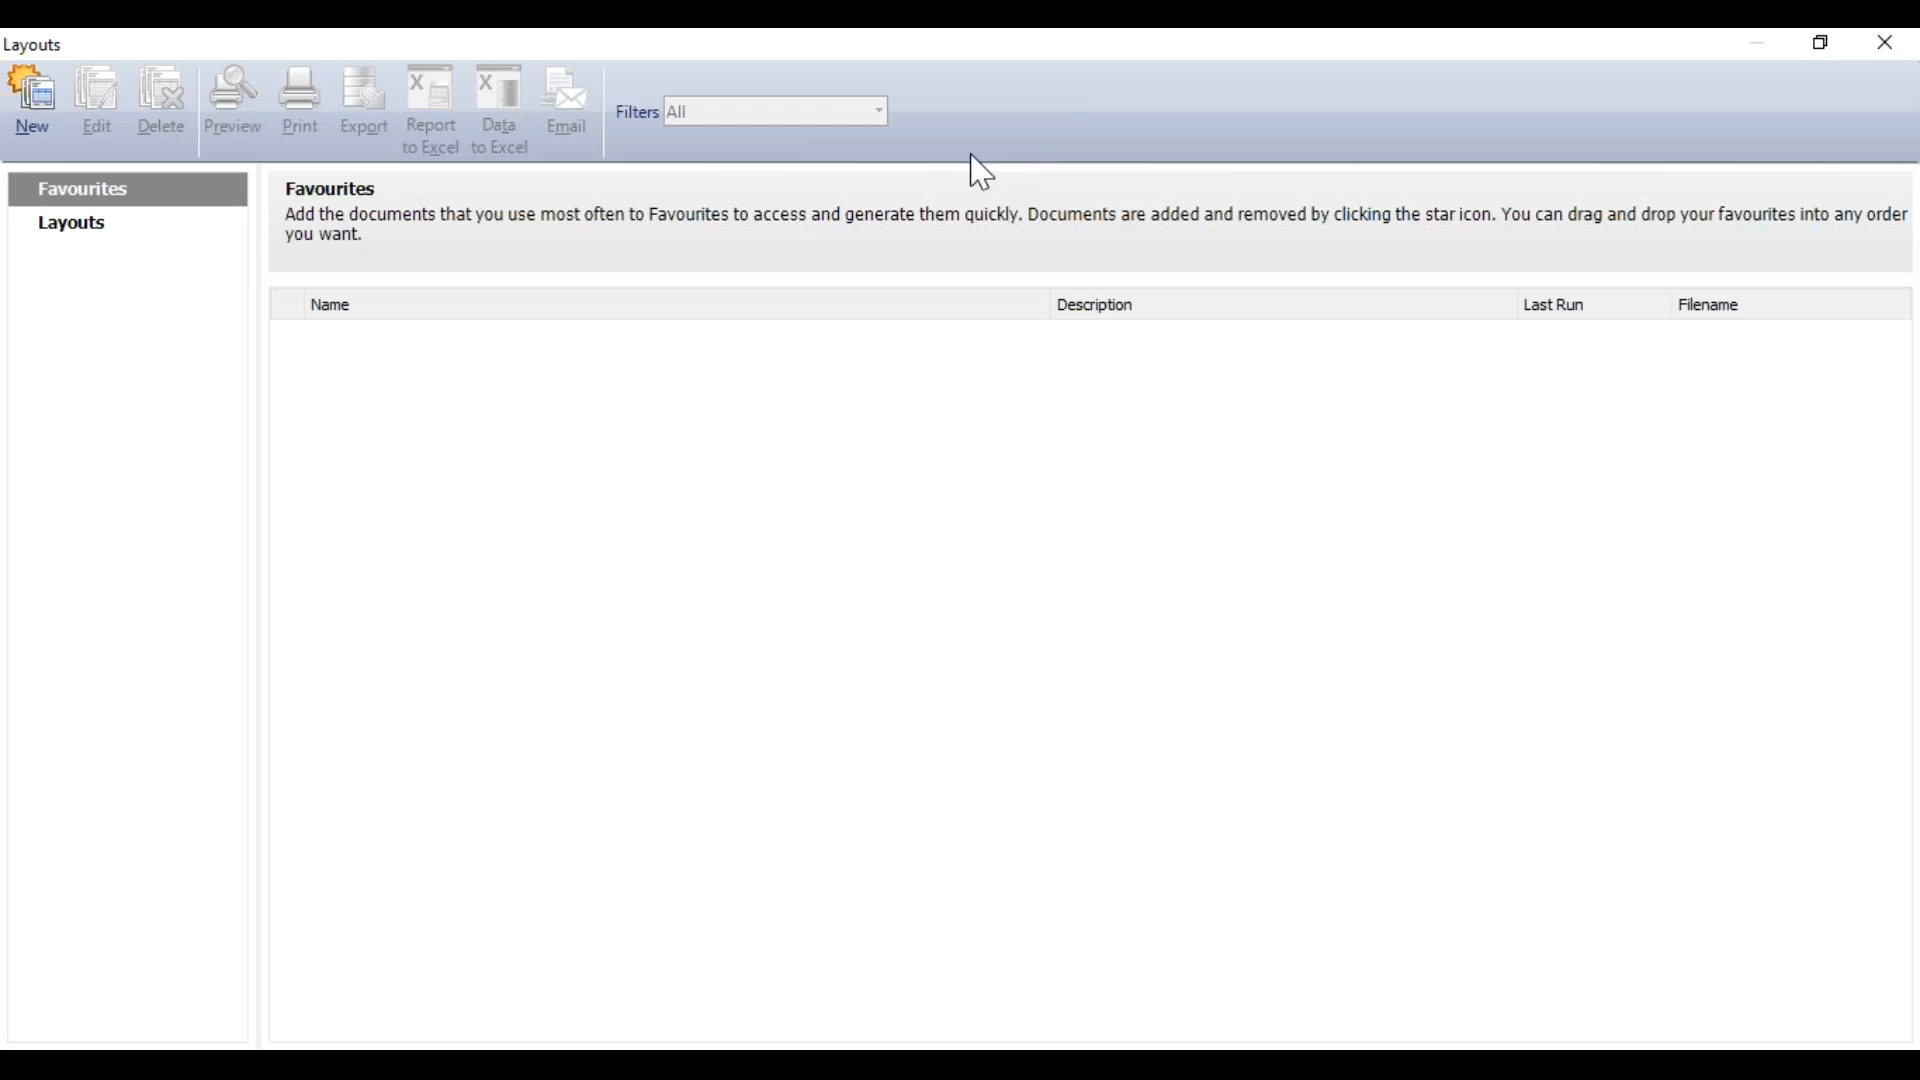 Layouts
New
Edit
Delete
Preview
Print
Export
Report
to Excel
Data
to Excel
Email
Filters
All
Favourites
Layouts
Favourites
Add the documents that you use most often to Favourites to access and generate them quickly. Documents are added and removed by clicking the star icon. You can drag and drop your favourites into any order
you want.
Name
Description
Last Run
Filename